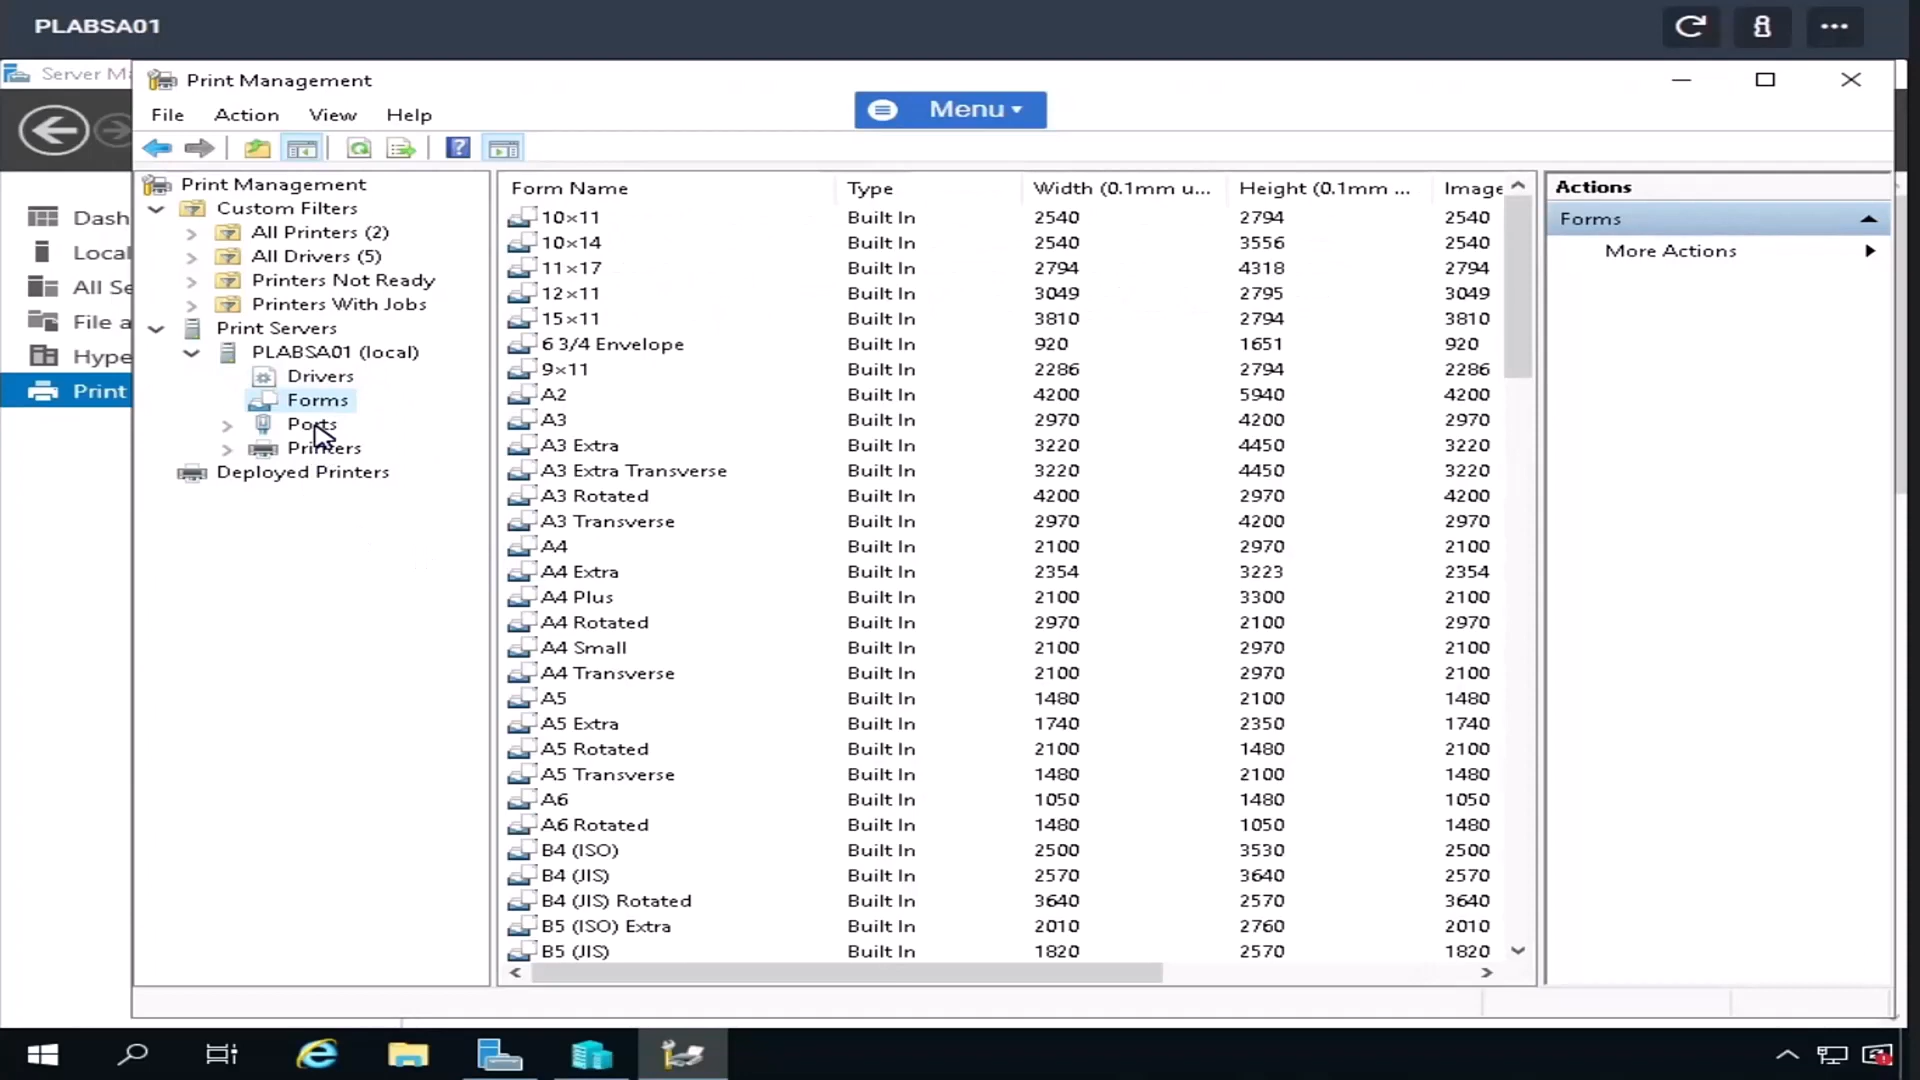 PLABSA01
Server Ma
Print Management
File Action View Help
Menu
Dash
Local
All Se
File a
Hype
Print
Print Management
Custom Filters
All Printers (2)
All Drivers (5)
Printers Not Ready
Printers With Jobs
Print Servers
PLABSA01 (local)
Drivers
Forms
Ports
Printers
Deployed Printers
Form Name Type Width (0.1mm u... Height (0.1mm ... Image
10×11 Built In 2540 2794 2540
10×14 Built In 2540 3556 2540
11×17 Built In 2794 4318 2794
12×11 Built In 3049 2795 3049
15×11 Built In 3810 2794 3810
6 3/4 Envelope Built In 920 1651 920
9×11 Built In 2286 2794 2286
A2 Built In 4200 5940 4200
A3 Built In 2970 4200 2970
A3 Extra Built In 3220 4450 3220
A3 Extra Transverse Built In 3220 4450 3220
A3 Rotated Built In 4200 2970 4200
A3 Transverse Built In 2970 4200 2970
A4 Built In 2100 2970 2100
A4 Extra Built In 2354 3223 2354
A4 Plus Built In 2100 3300 2100
A4 Rotated Built In 2970 2100 2970
A4 Small Built In 2100 2970 2100
A4 Transverse Built In 2100 2970 2100
A5 Built In 1480 2100 1480
A5 Extra Built In 1740 2350 1740
A5 Rotated Built In 2100 1480 2100
A5 Transverse Built In 1480 2100 1480
A6 Built In 1050 1480 1050
A6 Rotated Built In 1480 1050 1480
B4 (ISO) Built In 2500 3530 2500
B4 (JIS) Built In 2570 3640 2570
B4 (JIS) Rotated Built In 3640 2570 3640
B5 (ISO) Extra Built In 2010 2760 2010
B5 (JIS) Built In 1820 2570 1820
Actions
Forms
More Actions